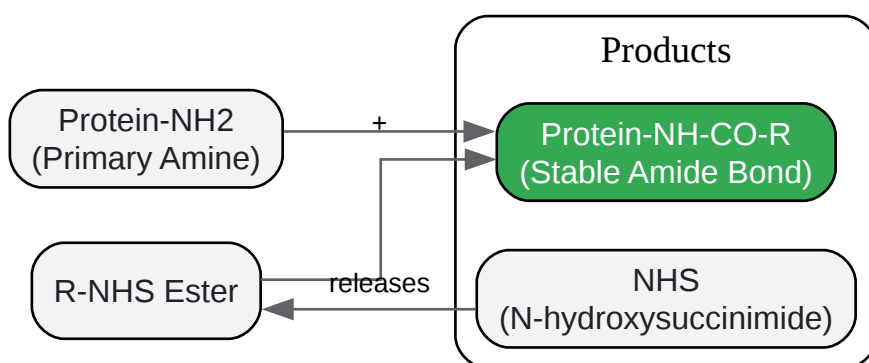 Products
Protein-NH2
(Primary Amine)
+
Protein-NH-CO-R
(Stable Amide Bond)
R-NHS Ester
releases
NHS
(N-hydroxysuccinimide)